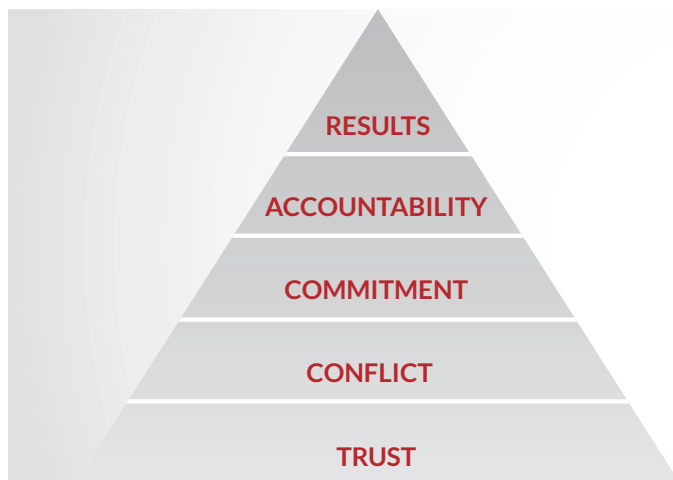 RESULTS
ACCOUNTABILITY
COMMITMENT
CONFLICT
TRUST